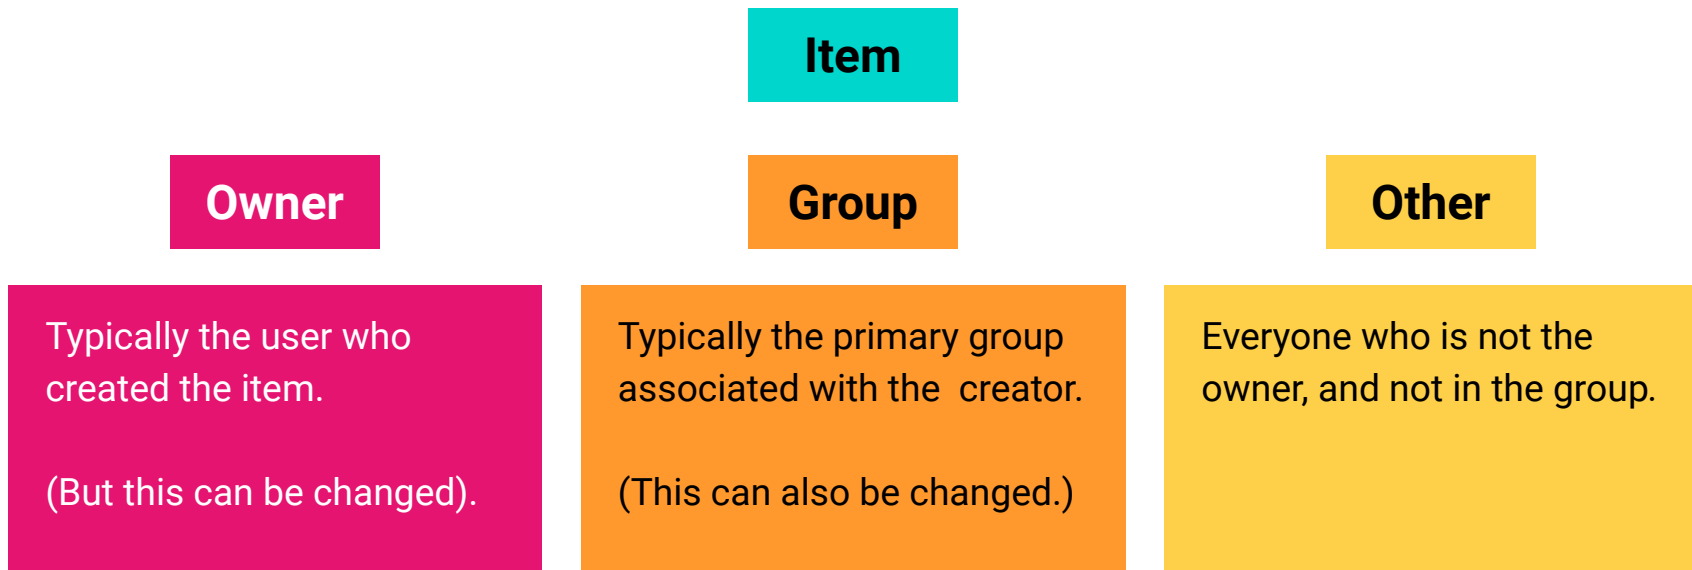 Item
Owner
Group
Other
Typically the user who
created the item.
(But this can be changed).
Typically the primary group
associated with the  creator.
(This can also be changed.)
Everyone who is not the
owner, and not in the group.